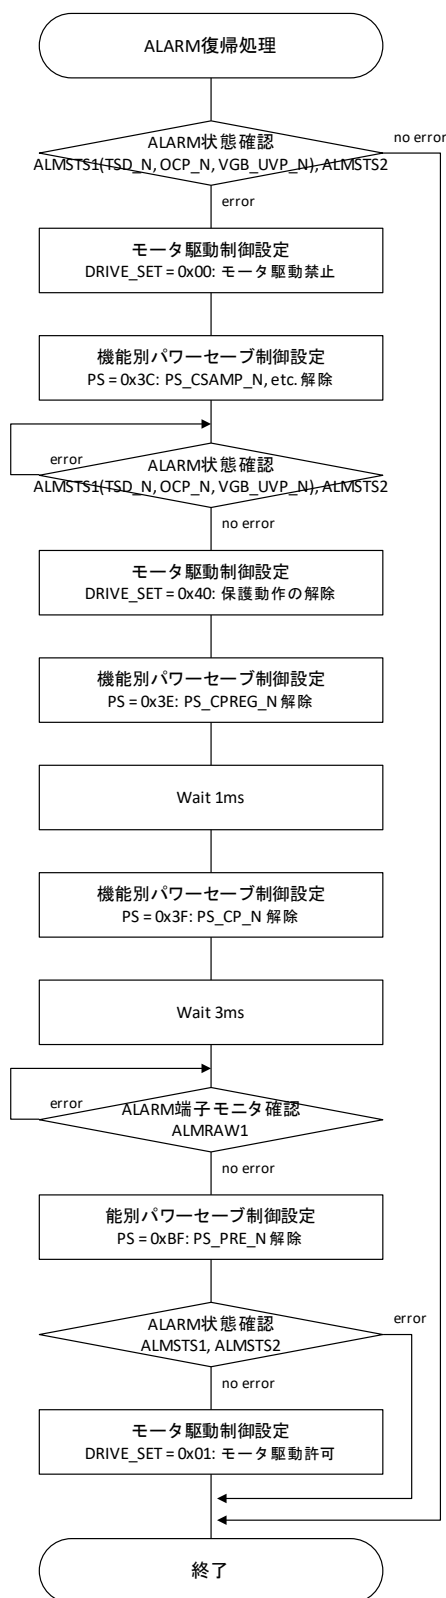 ALARM復帰処理
ALARM状態確認
ALMSTS1(TSD_N, OCP_N, VGB_UVP_N), ALMSTS2
no error
error
モータ駆動制御設定
DRIVE_SET = 0x00: モータ駆動禁止
機能別パワーセーブ制御設定
PS = 0x3C: PS_CSAMP_N, etc. 解除
error
ALARM状態確認
ALMSTS1(TSD_N, OCP_N, VGB_UVP_N), ALMSTS2
no error
モータ駆動制御設定
DRIVE_SET = 0x40: 保護動作の解除
機能別パワーセーブ制御設定
PS = 0x3E: PS_CPREG_N 解除
Wait 1ms
機能別パワーセーブ制御設定
PS = 0x3F: PS_CP_N 解除
Wait 3ms
error
ALARM端子モニタ確認
ALMRAW1
no error
能別パワーセーブ制御設定
PS = 0xBF: PS_PRE_N 解除
ALARM状態確認
ALMSTS1, ALMSTS2
error
no error
モータ駆動制御設定
DRIVE_SET = 0x01: モータ駆動許可
終了